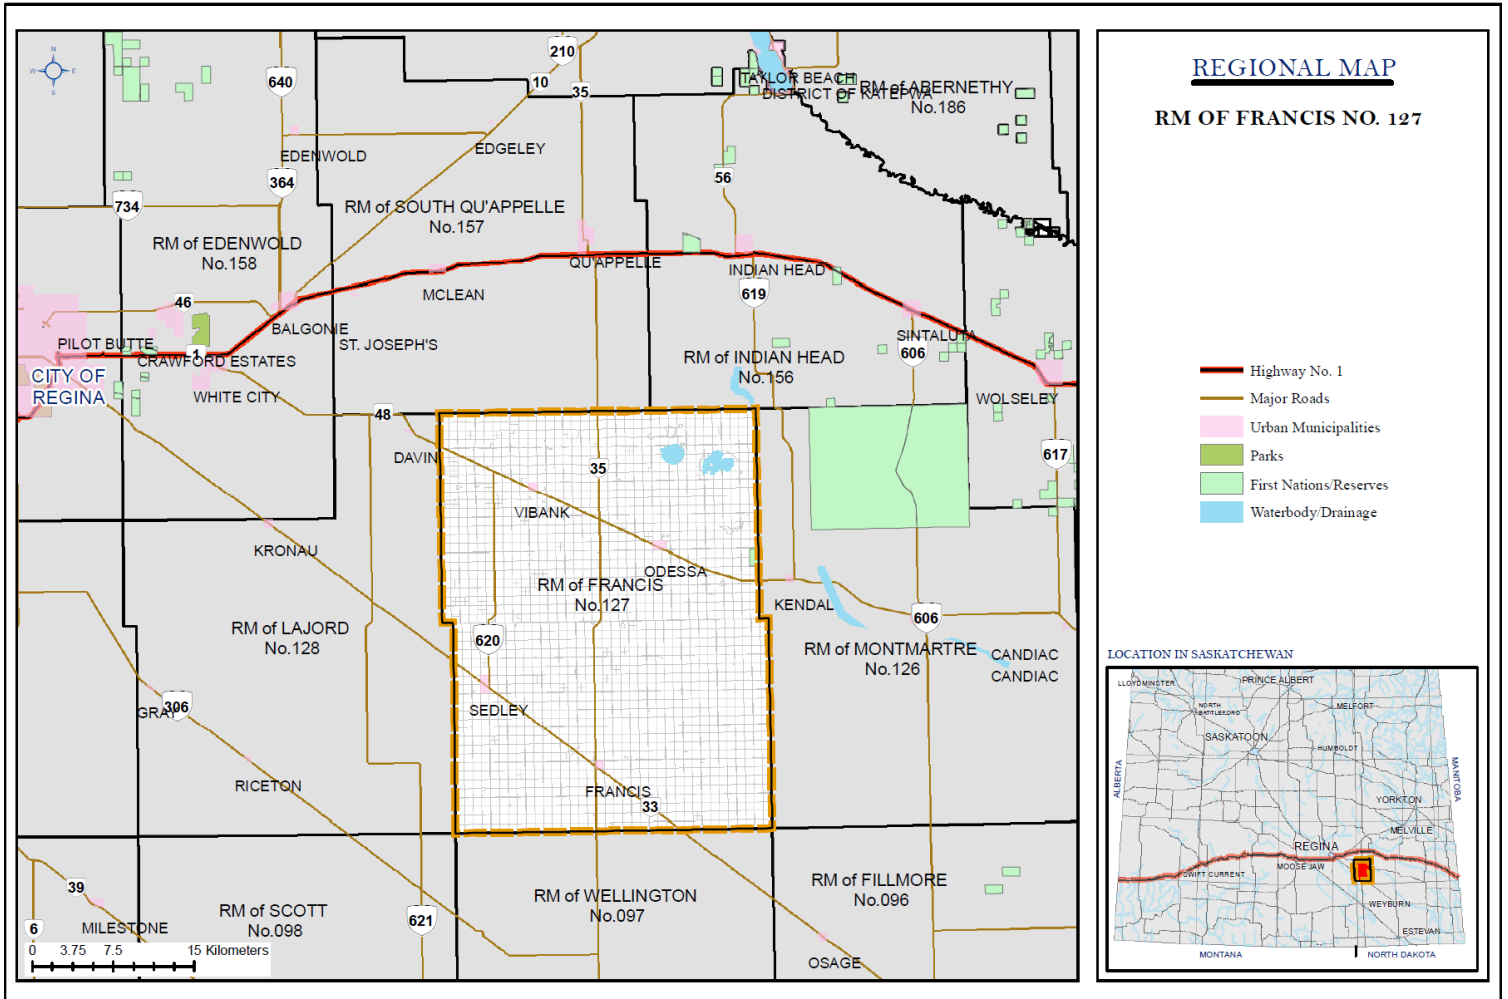 N
W E
S
640
210
10
35
TAYLOR BEACH
DISTRICT OF KATEPWA
RM of ABERNETHY
No.186
EDENWOLD
EDGELEY
364
56
734
RM of SOUTH QU'APPELLE
No.157
RM of EDENWOLD
No.158
QU'APPELLE
INDIAN HEAD
MCLEAN
619
46
BALGONIE
ST. JOSEPH'S
PILOT BUTTE
1
CRAWFORD ESTATES
SINTALUTA
606
RM of INDIAN HEAD
No.156
CITY OF
REGINA
WHITE CITY
48
WOLSELEY
DAVIN
35
617
VIBANK
KRONAU
ODESSA
RM of FRANCIS
No.127
KENDAL
606
RM of LAJORD
No.128
620
RM of MONTMARTRE
No.126
CANDIAC
CANDIAC
SEDLEY
GRAY
306
RICETON
FRANCIS
33
39
RM of WELLINGTON
No.097
RM of FILLMORE
No.096
RM of SCOTT
No.098
621
6
MILESTONE
OSAGE
0 3.75 7.5 15 Kilometers
REGIONAL MAP
RM OF FRANCIS NO. 127
Highway No. 1
Major Roads
Urban Municipalities
Parks
First Nations/Reserves
Waterbody/Drainage
LOCATION IN SASKATCHEWAN
LLOYDMINSTER
PRINCE ALBERT
NORTH
BATTLEFORD
MELFORT
SASKATOON
HUMBOLDT
ALBERTA
MANITOBA
YORKTON
MELVILLE
REGINA
MOOSE JAW
SWIFT CURRENT
WEYBURN
ESTEVAN
MONTANA
NORTH DAKOTA